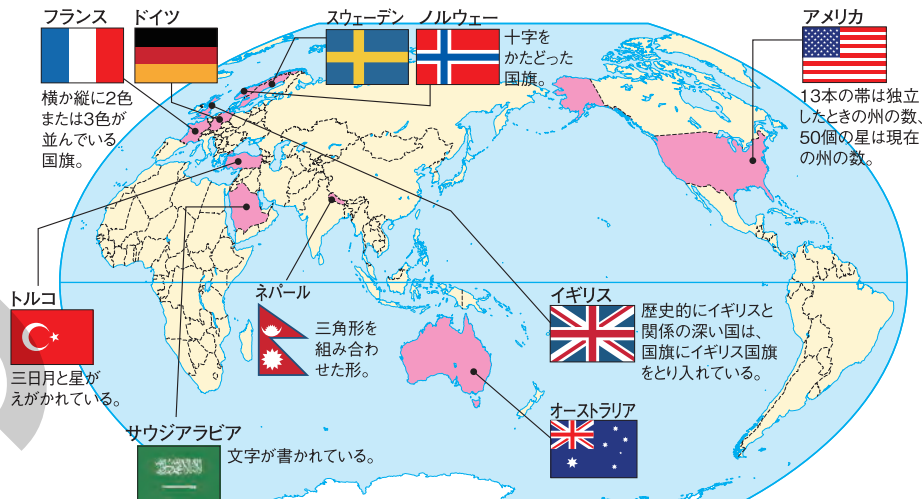 フランス
ドイツ
スウェーデン
ノルウェー
アメリカ
横か縦に2色
または3色が
並んでいる
国旗。
十字を
かたどった
国旗。
13本の帯は独立
したときの州の数、
50個の星は現在
の州の数。
トルコ
三日月と星が
えがかれている。
ネパール
三角形を
組み合わ
せた形。
イギリス
歴史的にイギリスと
関係の深い国は、
国旗にイギリス国旗
をとり入れている。
サウジアラビア
文字が書かれている。
オーストラリア